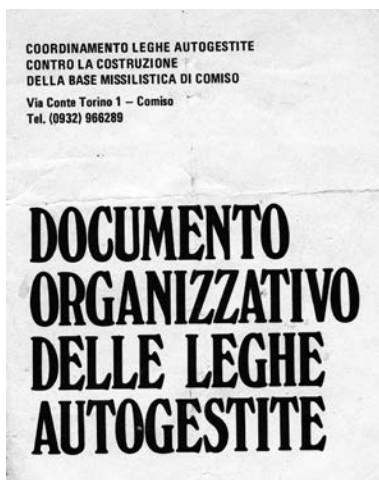 COORDINAMENTO LEGHE AUTOGESTITE
CONTRO LA COSTRUZIONE
DELLA BASE MISSILISTICA DI COMISO
Via Conte Torino 1 – Comiso
Tel. (0932) 966289
DOCUMENTO
ORGANIZZATIVO
DELLE LEGHE
AUTOGESTITE